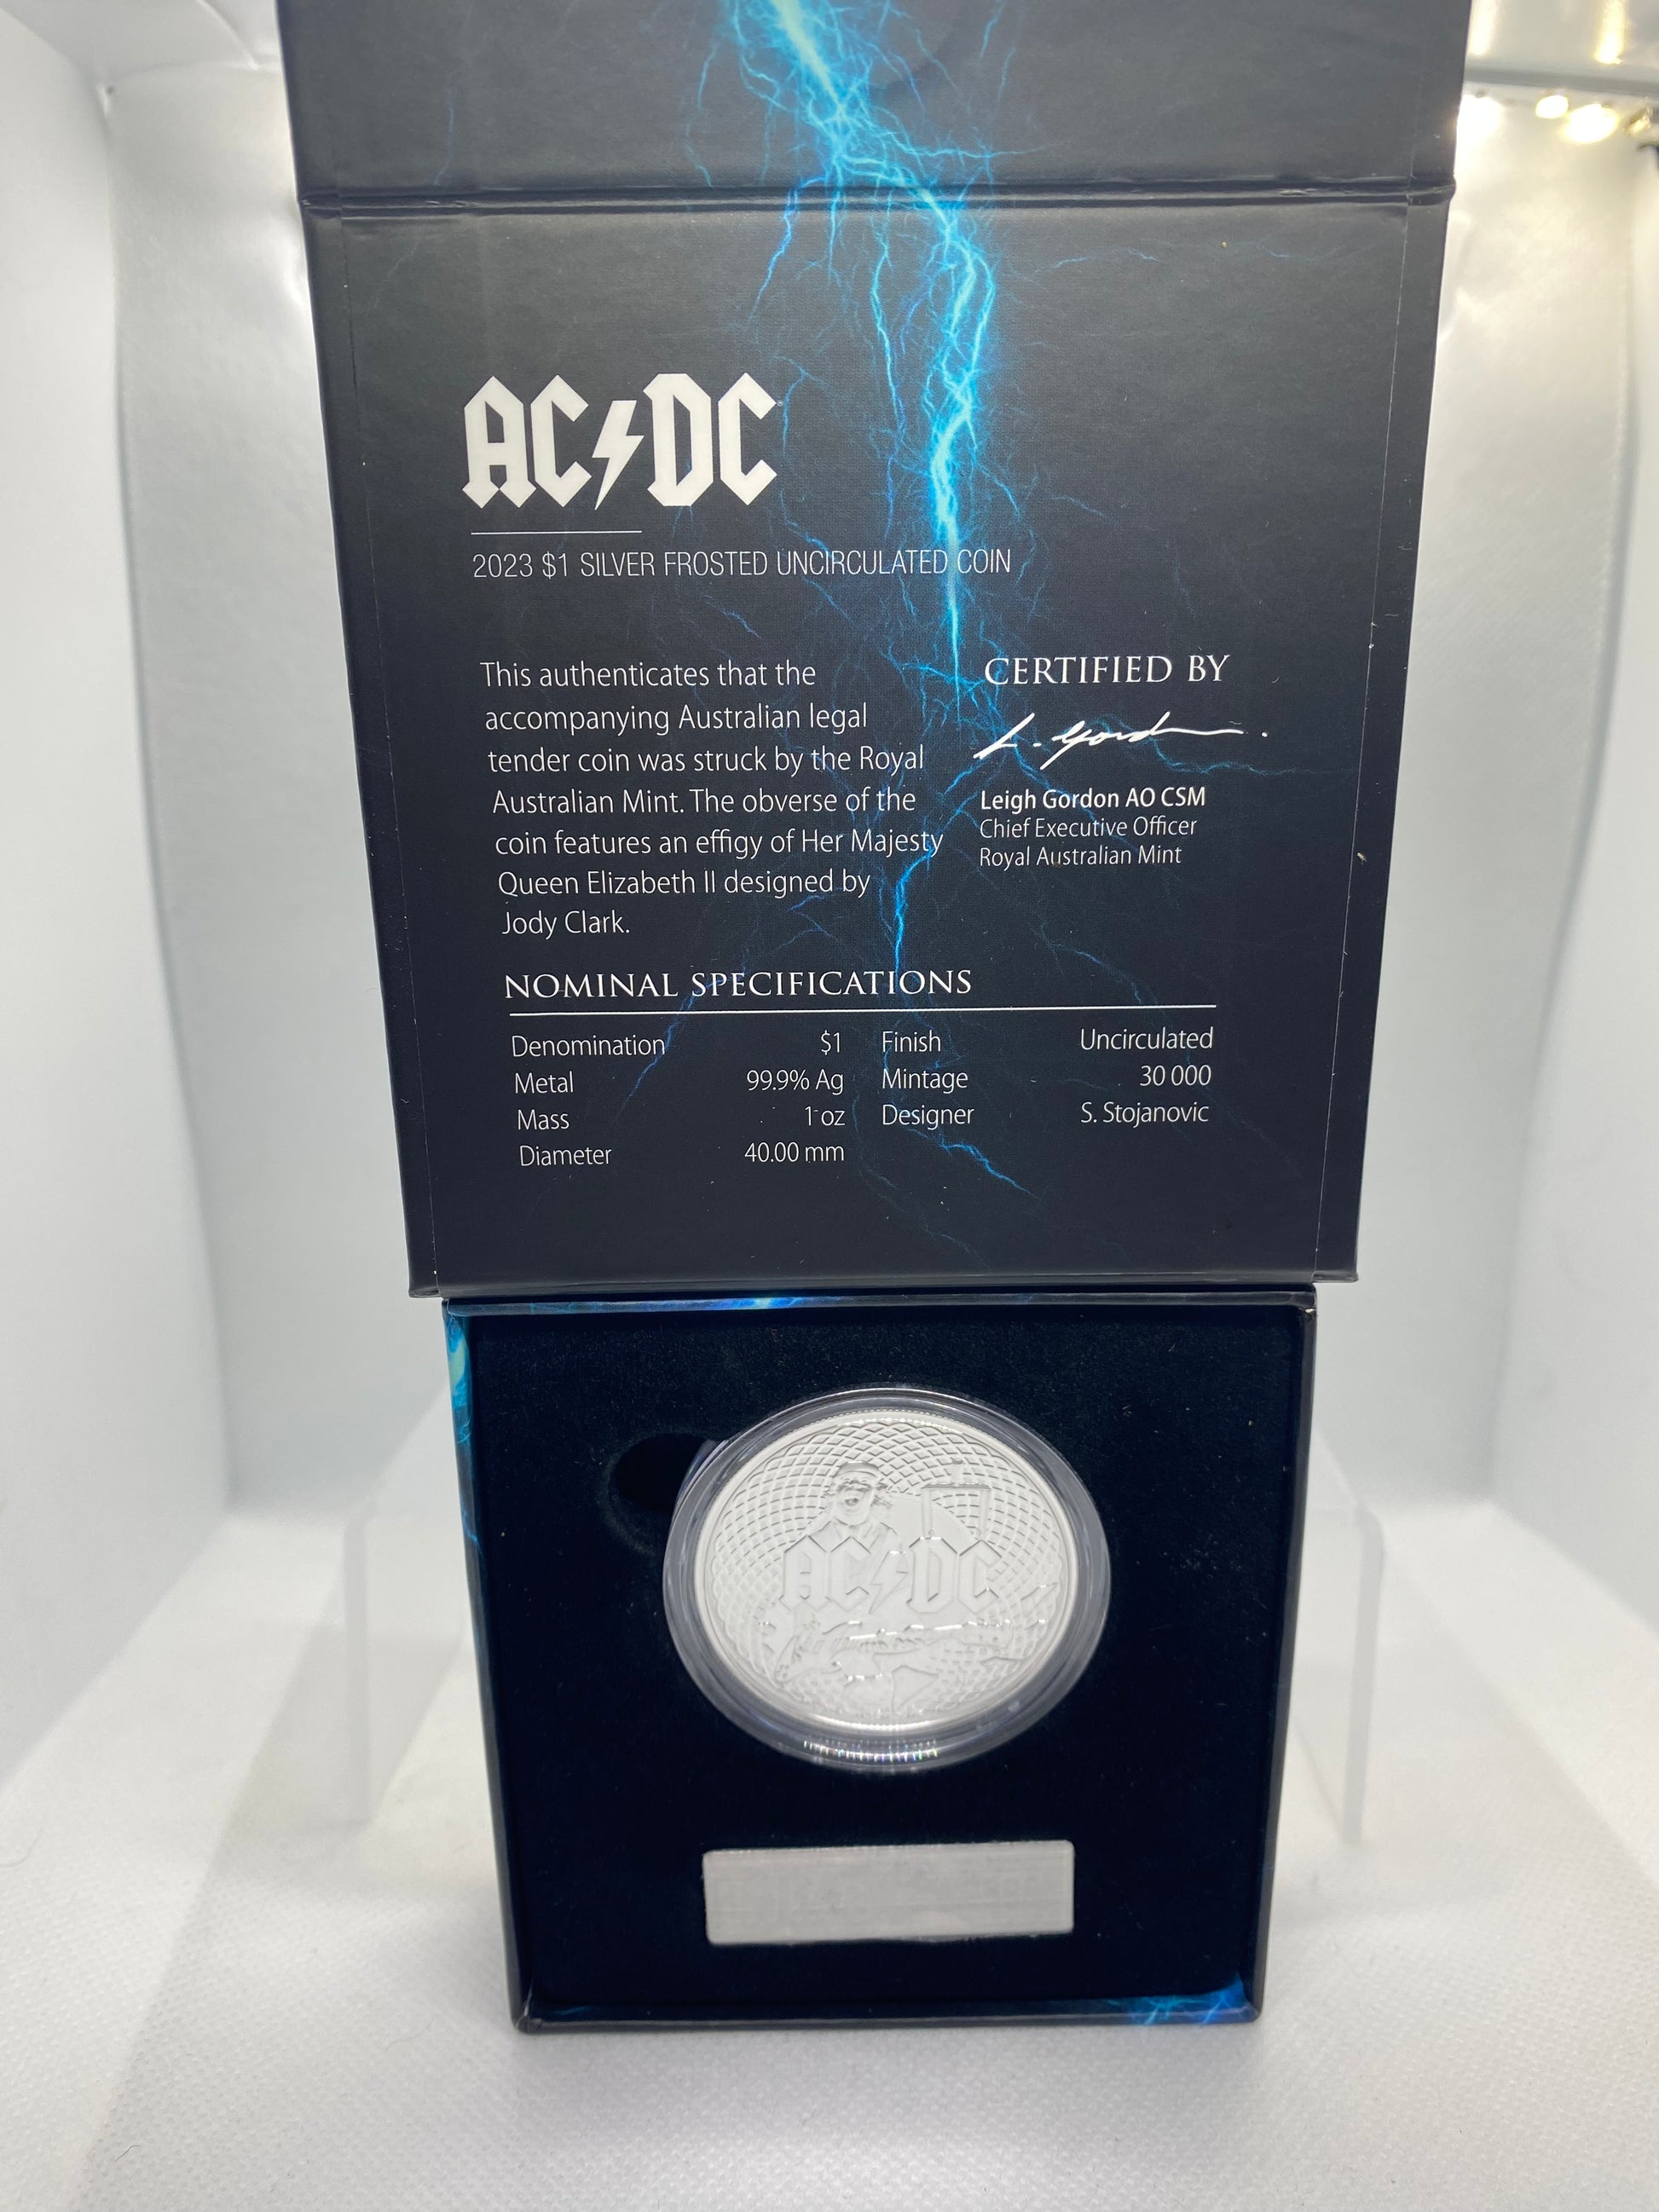 AC⚡DC
2023 $1 SILVER FROSTED UNCIRCULATED COIN
This authenticates that the
accompanying Australian legal
tender coin was struck by the Royal
Australian Mint. The obverse of the
coin features an effigy of Her Majesty
Queen Elizabeth II designed by
Jody Clark.
CERTIFIED BY
L. Gordon.
Leigh Gordon AO CSM
Chief Executive Officer
Royal Australian Mint
NOMINAL SPECIFICATIONS
Denomination $1 Finish Uncirculated
Metal 99.9% Ag Mintage 30 000
Mass 1 oz Designer S. Stojanovic
Diameter 40.00 mm
AC⚡DC